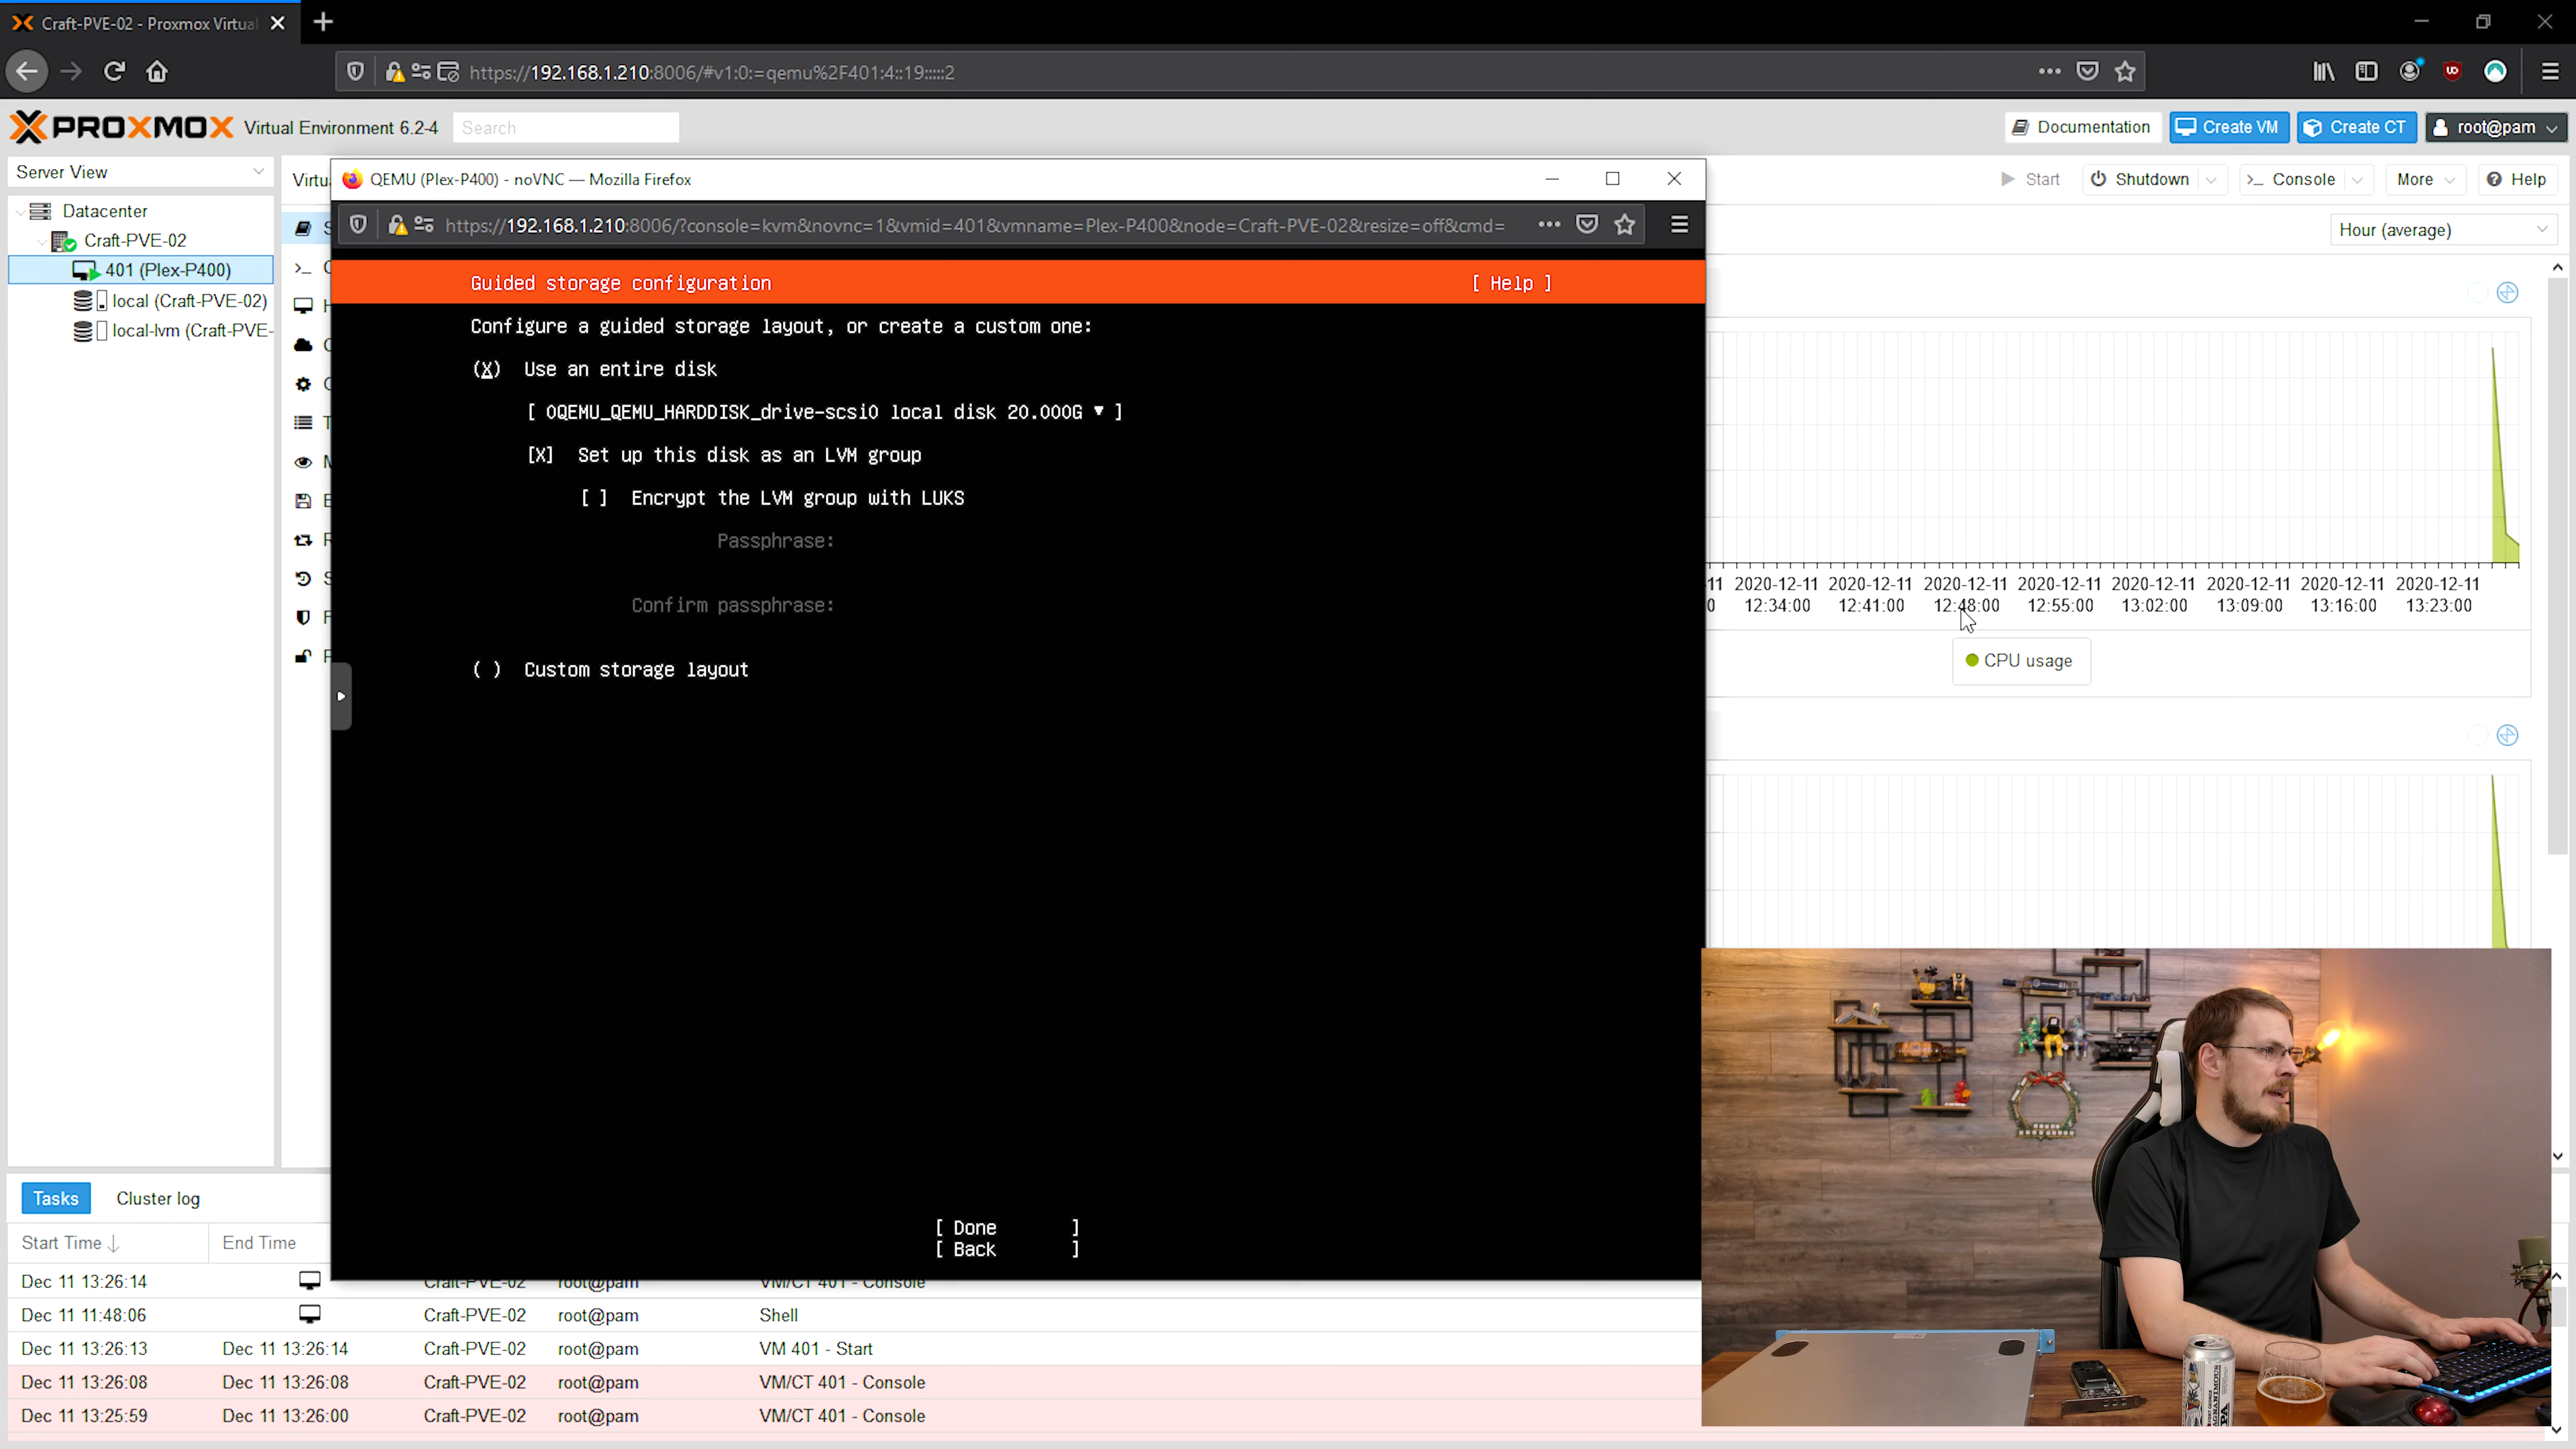 Craft-PVE-02 - Proxmox Virtual
https://192.168.1.210:8006/#v1:0:=qemu%2F401:4::19:::::2
PROXMOX Virtual Environment 6.2-4
Search
Documentation
Create VM
Create CT
root@pam
Server View
Datacenter
Craft-PVE-02
401 (Plex-P400)
local (Craft-PVE-02)
local-lvm (Craft-PVE-
Virtu
Start
Shutdown
Console
More
Help
Hour (average)
QEMU (Plex-P400) - noVNC — Mozilla Firefox
https://192.168.1.210:8006/?console=kvm&novnc=1&vmid=401&vmname=Plex-P400&node=Craft-PVE-02&resize=off&cmd=
Guided storage configuration
[ Help ]
Configure a guided storage layout, or create a custom one:
(X) Use an entire disk
[ 0QEMU_QEMU_HARDDISK_drive-scsi0 local disk 20.000G ▾ ]
[X] Set up this disk as an LVM group
[ ] Encrypt the LVM group with LUKS
Passphrase:
Confirm passphrase:
( ) Custom storage layout
[ Done ]
[ Back ]
11 2020-12-11 2020-12-11 2020-12-11 2020-12-11 2020-12-11 2020-12-11 2020-12-11 2020-12-11
0 12:34:00 12:41:00 12:48:00 12:55:00 13:02:00 13:09:00 13:16:00 13:23:00
CPU usage
Tasks
Cluster log
Start Time
End Time
Dec 11 13:26:14 Craft-PVE-02 root@pam VM/CT 401 - Console
Dec 11 11:48:06 Craft-PVE-02 root@pam Shell
Dec 11 13:26:13 Dec 11 13:26:14 Craft-PVE-02 root@pam VM 401 - Start
Dec 11 13:26:08 Dec 11 13:26:08 Craft-PVE-02 root@pam VM/CT 401 - Console
Dec 11 13:25:59 Dec 11 13:26:00 Craft-PVE-02 root@pam VM/CT 401 - Console